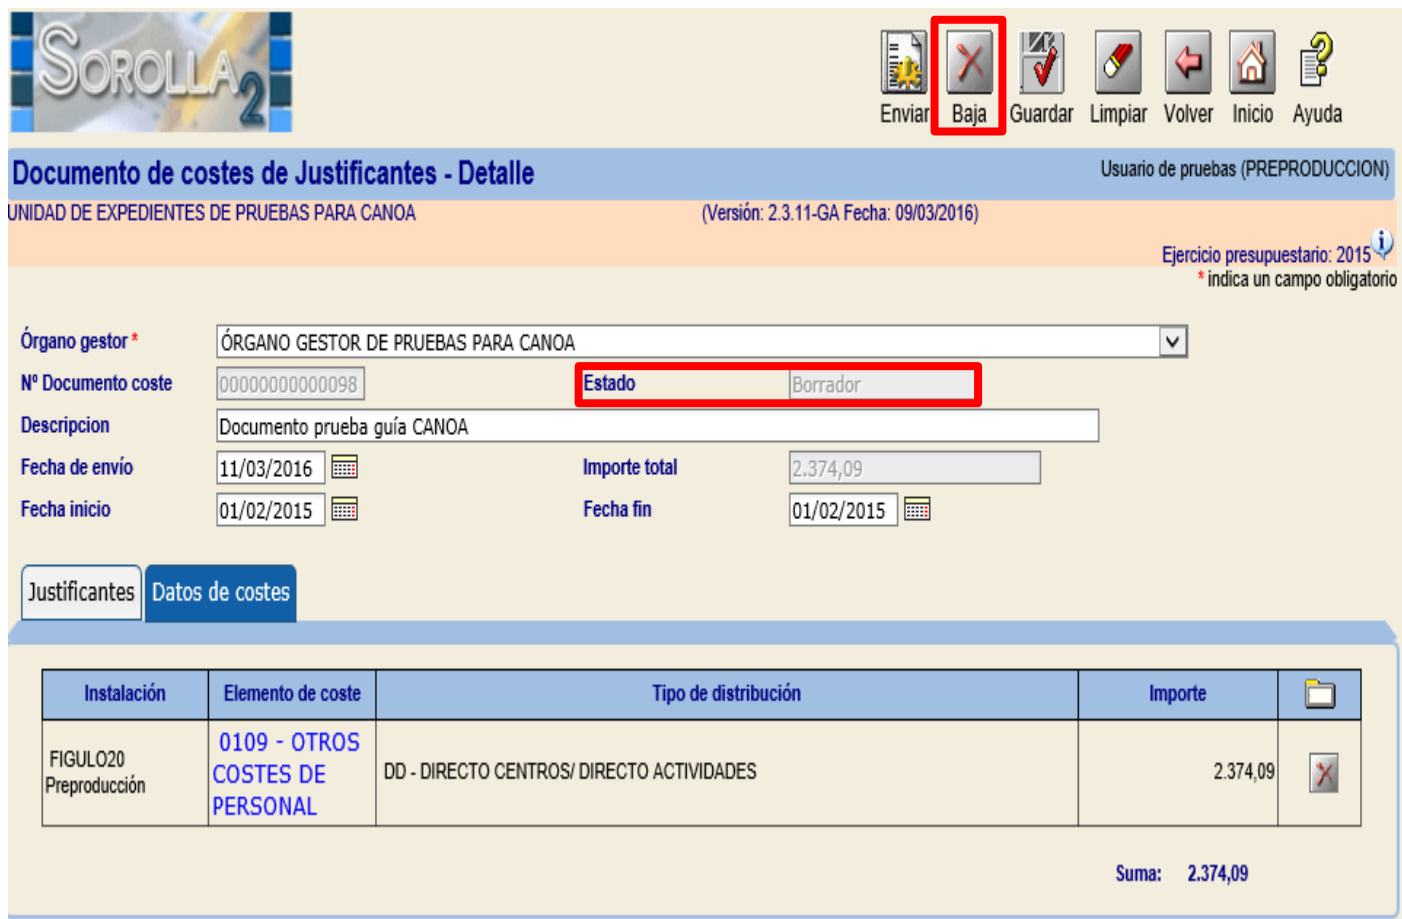 SOROLLA2
Enviar Baja Guardar Limpiar Volver Inicio Ayuda
Documento de costes de Justificantes - Detalle
Usuario de pruebas (PREPRODUCCION)
UNIDAD DE EXPEDIENTES DE PRUEBAS PARA CANOA
(Versión: 2.3.11-GA Fecha: 09/03/2016)
Ejercicio presupuestario: 2015
* indica un campo obligatorio
Órgano gestor * ÓRGANO GESTOR DE PRUEBAS PARA CANOA
Nº Documento coste 00000000000098 Estado Borrador
Descripcion Documento prueba guía CANOA
Fecha de envío 11/03/2016 Importe total 2.374,09
Fecha inicio 01/02/2015 Fecha fin 01/02/2015
Justificantes Datos de costes
Instalación Elemento de coste Tipo de distribución Importe
FIGULO20
Preproducción
0109 - OTROS
COSTES DE
PERSONAL
DD - DIRECTO CENTROS/ DIRECTO ACTIVIDADES
2.374,09
Suma: 2.374,09